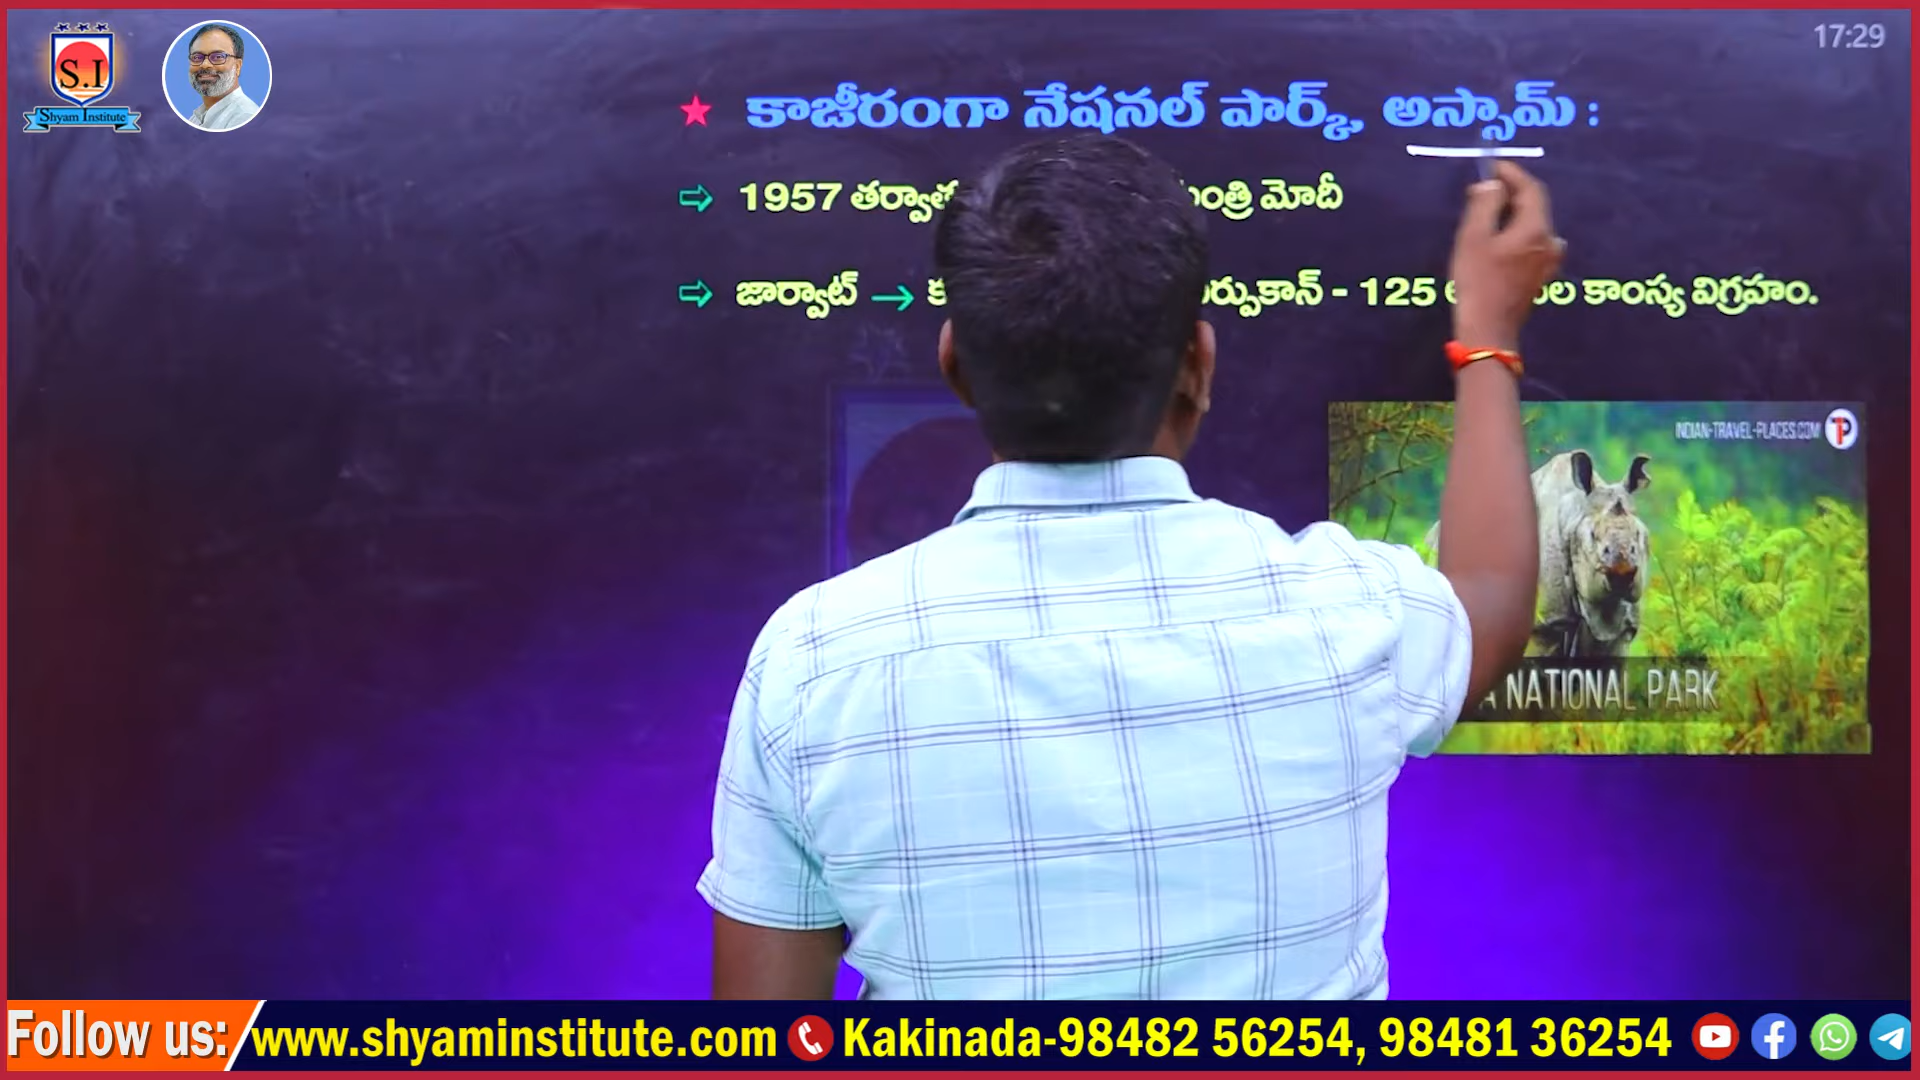 S.I
Shyam Institute
17:29
★ కాజీరంగా నేషనల్ పార్క్, అస్సామ్ :
⇨ 1957 తర్వాత మోదీ
⇨ జార్వాట్ → - 125 కాంస్య విగ్రహం.
INDIAN-TRAVEL-PLACES.COM TP
NATIONAL PARK
Follow us: www.shyaminstitute.com Kakinada-98482 56254, 98481 36254